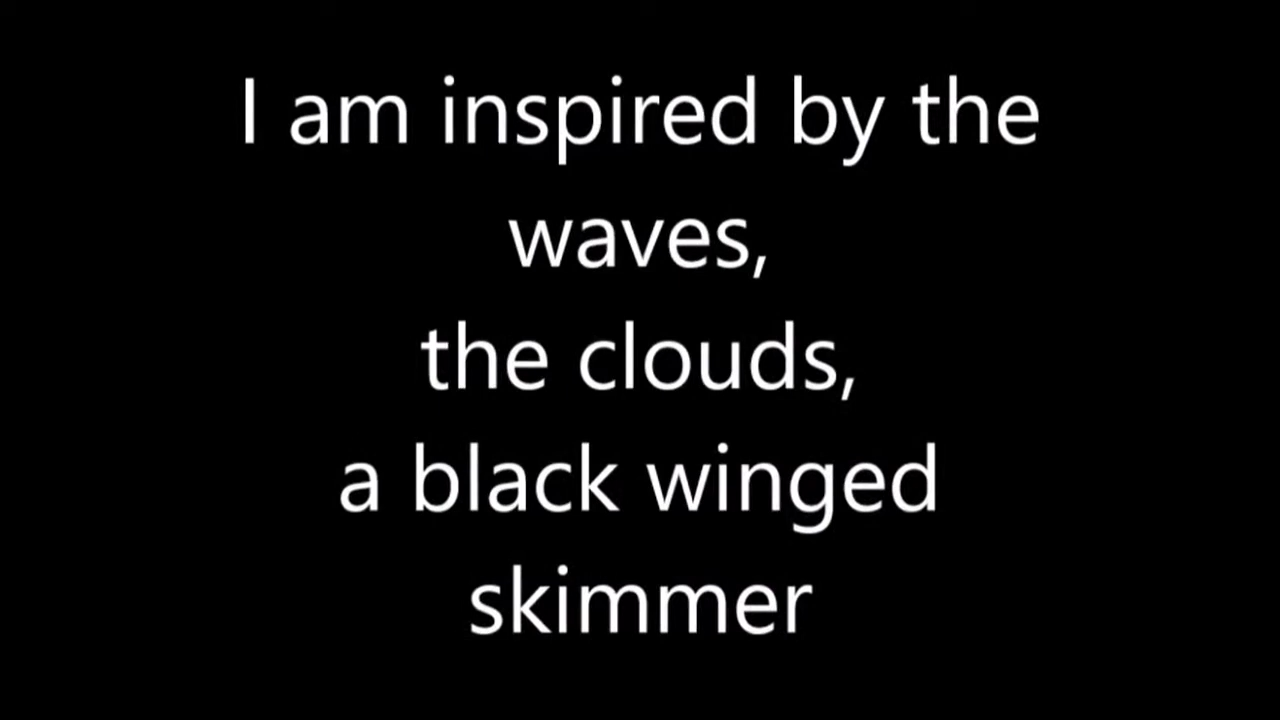 I am inspired by the
waves,
the clouds,
a black winged
skimmer